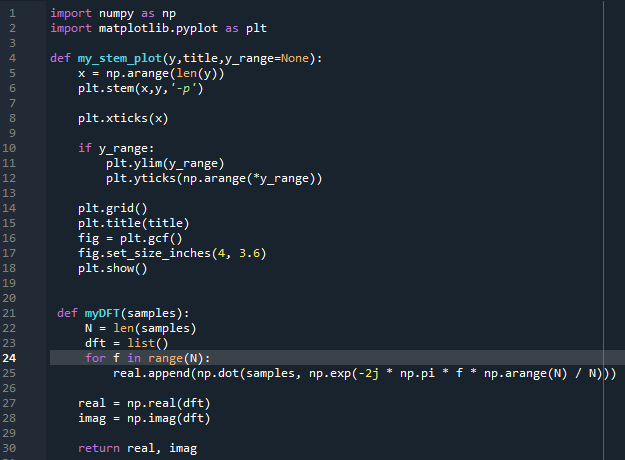 1 import numpy as np
2 import matplotlib.pyplot as plt
3
4 def my_stem_plot(y,title,y_range=None):
5     x = np.arange(len(y))
6     plt.stem(x,y,'-p')
7
8     plt.xticks(x)
9
10     if y_range:
11         plt.ylim(y_range)
12         plt.yticks(np.arange(*y_range))
13
14     plt.grid()
15     plt.title(title)
16     fig = plt.gcf()
17     fig.set_size_inches(4, 3.6)
18     plt.show()
19
20
21  def myDFT(samples):
22      N = len(samples)
23      dft = list()
24      for f in range(N):
25          real.append(np.dot(samples, np.exp(-2j * np.pi * f * np.arange(N) / N)))
26
27     real = np.real(dft)
28     imag = np.imag(dft)
29
30     return real, imag